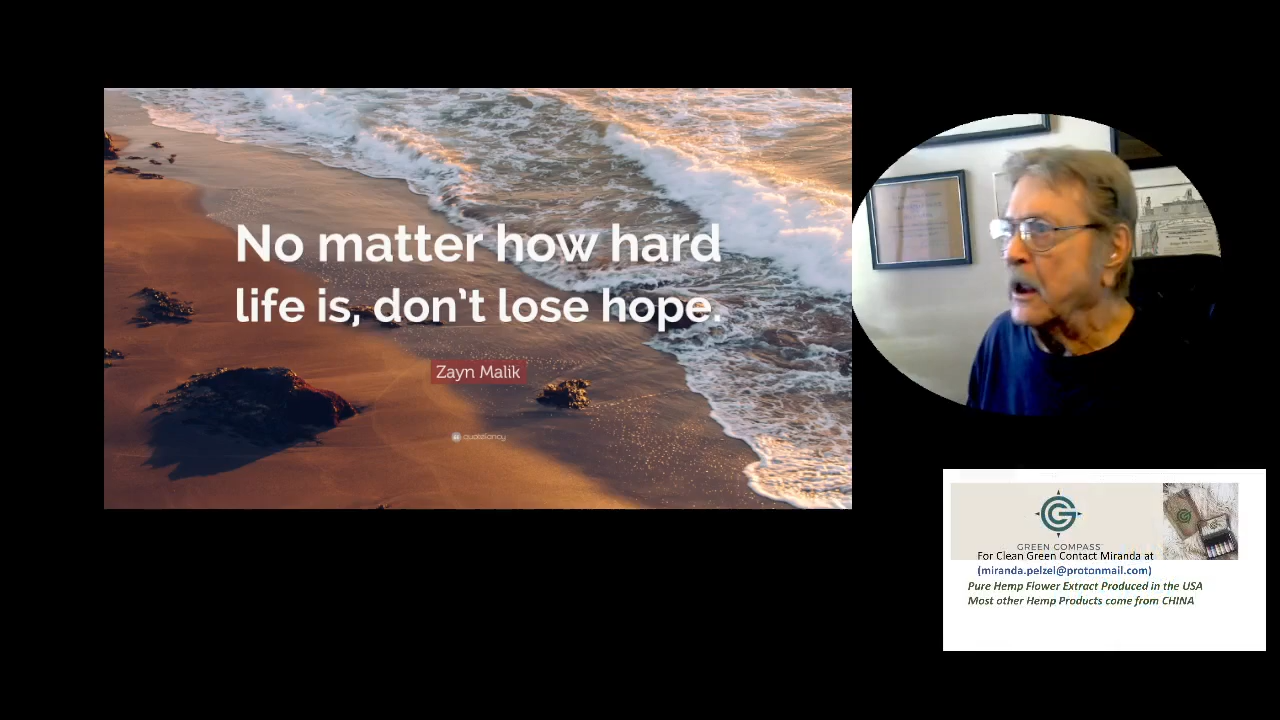 No matter how hard
life is, don't lose hope.
Zayn Malik
quotefancy
GREEN COMPASS
For Clean Green Contact Miranda at
(miranda.pelzel@protonmail.com)
Pure Hemp Flower Extract Produced in the USA
Most other Hemp Products come from CHINA